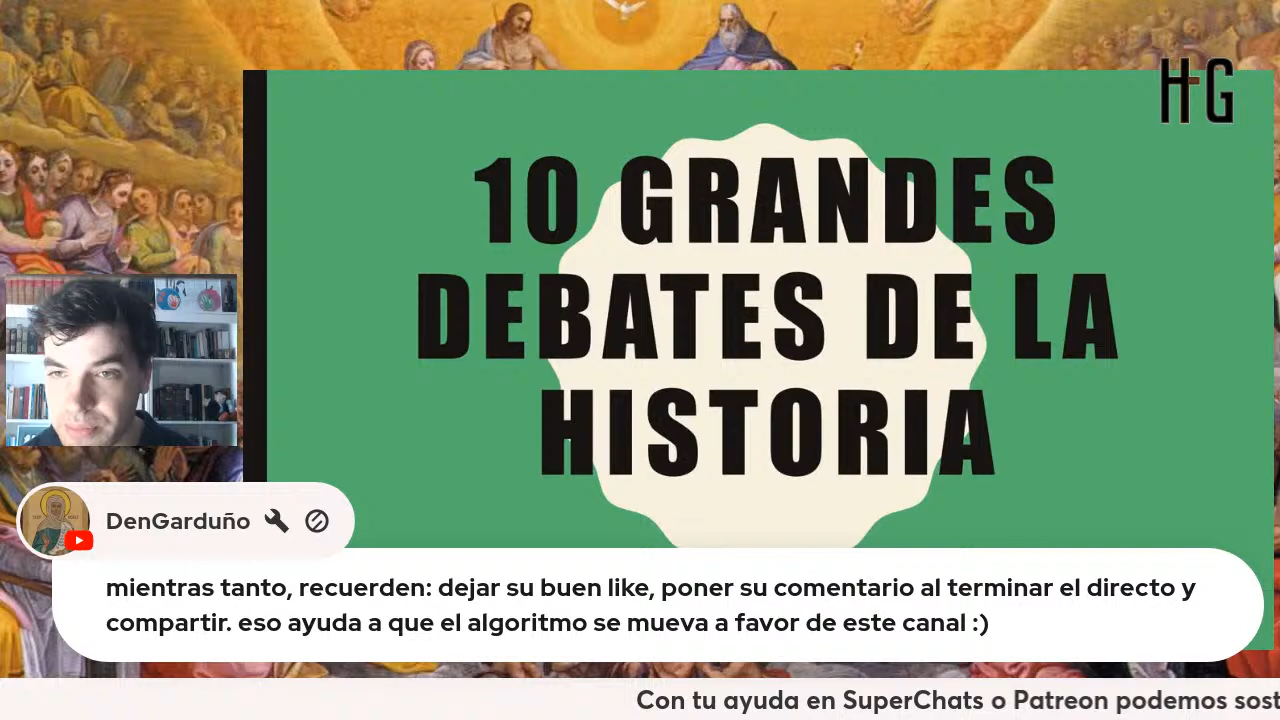 HG
10 GRANDES
DEBATES DE LA
HISTORIA
DenGarduño
mientras tanto, recuerden: dejar su buen like, poner su comentario al terminar el directo y
compartir. eso ayuda a que el algoritmo se mueva a favor de este canal :)
Con tu ayuda en SuperChats o Patreon podemos sost